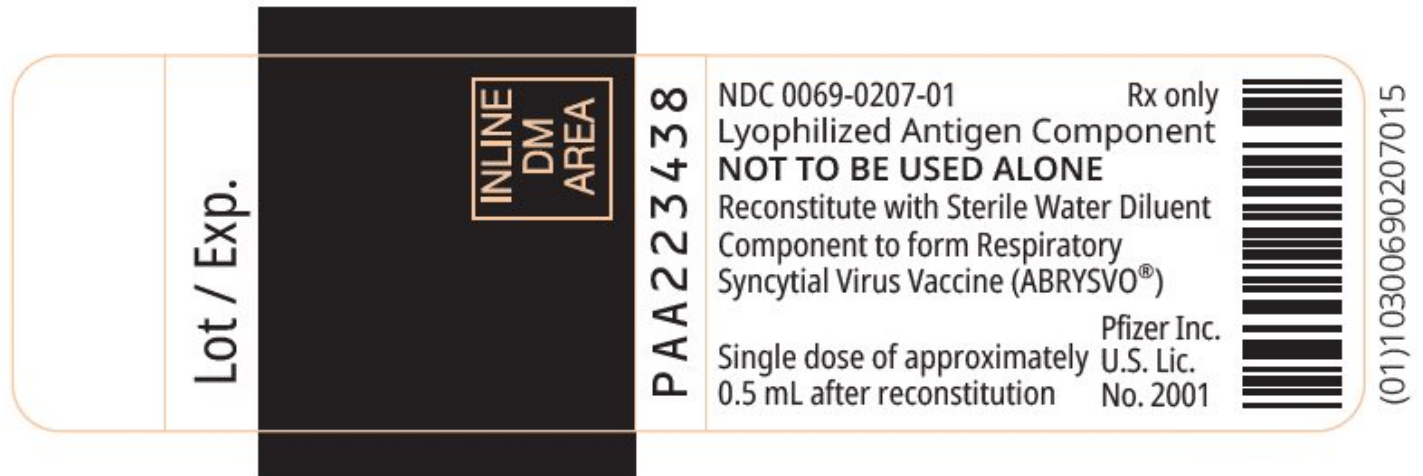 Lot / Exp.
INLINE
DM
AREA
PAA223438
NDC 0069-0207-01 Rx only
Lyophilized Antigen Component
NOT TO BE USED ALONE
Reconstitute with Sterile Water Diluent
Component to form Respiratory
Syncytial Virus Vaccine (ABRYSVO®)
Single dose of approximately
0.5 mL after reconstitution
Pfizer Inc.
U.S. Lic.
No. 2001
(01)10300690207015